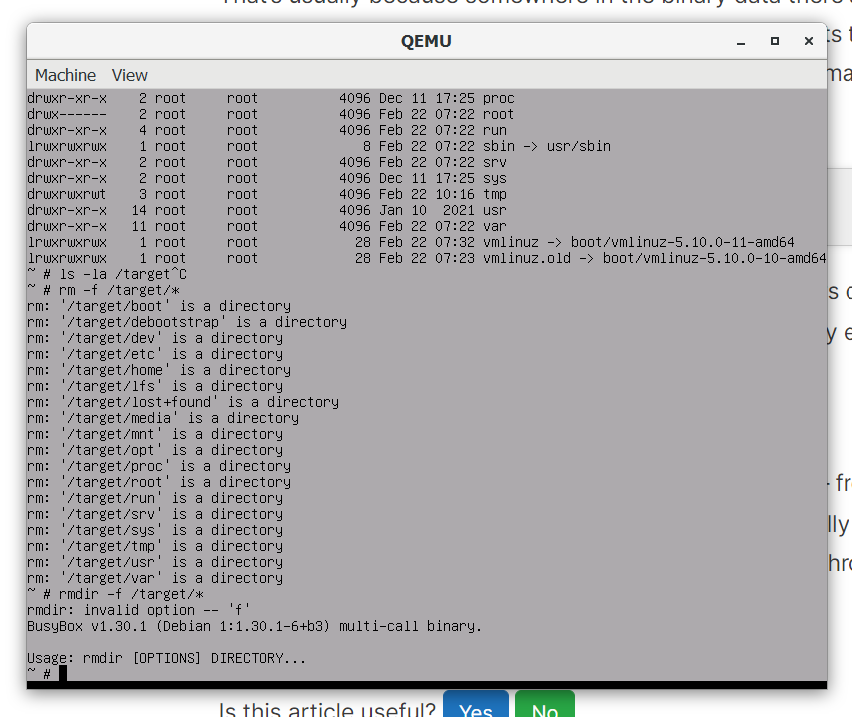 That's usually because somewhere in the binary data there's
QEMU
Machine View
drwxr-xr-x 2 root root 4096 Dec 11 17:25 proc
drwx------ 2 root root 4096 Feb 22 07:22 root
drwxr-xr-x 4 root root 4096 Feb 22 07:22 run
lrwxrwxrwx 1 root root 8 Feb 22 07:22 sbin -> usr/sbin
drwxr-xr-x 2 root root 4096 Feb 22 07:22 srv
drwxr-xr-x 2 root root 4096 Dec 11 17:25 sys
drwxrwxrwt 3 root root 4096 Feb 22 10:16 tmp
drwxr-xr-x 14 root root 4096 Jan 10 2021 usr
drwxr-xr-x 11 root root 4096 Feb 22 07:22 var
lrwxrwxrwx 1 root root 28 Feb 22 07:32 vmlinuz -> boot/vmlinuz-5.10.0-11-amd64
lrwxrwxrwx 1 root root 28 Feb 22 07:23 vmlinuz.old -> boot/vmlinuz-5.10.0-10-amd64
~ # ls -la /target^C
~ # rm -f /target/*
rm: '/target/boot' is a directory
rm: '/target/debootstrap' is a directory
rm: '/target/dev' is a directory
rm: '/target/etc' is a directory
rm: '/target/home' is a directory
rm: '/target/lfs' is a directory
rm: '/target/lost+found' is a directory
rm: '/target/media' is a directory
rm: '/target/mnt' is a directory
rm: '/target/opt' is a directory
rm: '/target/proc' is a directory
rm: '/target/root' is a directory
rm: '/target/run' is a directory
rm: '/target/srv' is a directory
rm: '/target/sys' is a directory
rm: '/target/tmp' is a directory
rm: '/target/usr' is a directory
rm: '/target/var' is a directory
~ # rmdir -f /target/*
rmdir: invalid option -- 'f'
BusyBox v1.30.1 (Debian 1:1.30.1-6+b3) multi-call binary.
Usage: rmdir [OPTIONS] DIRECTORY...
~ #
Is this article useful? Yes No